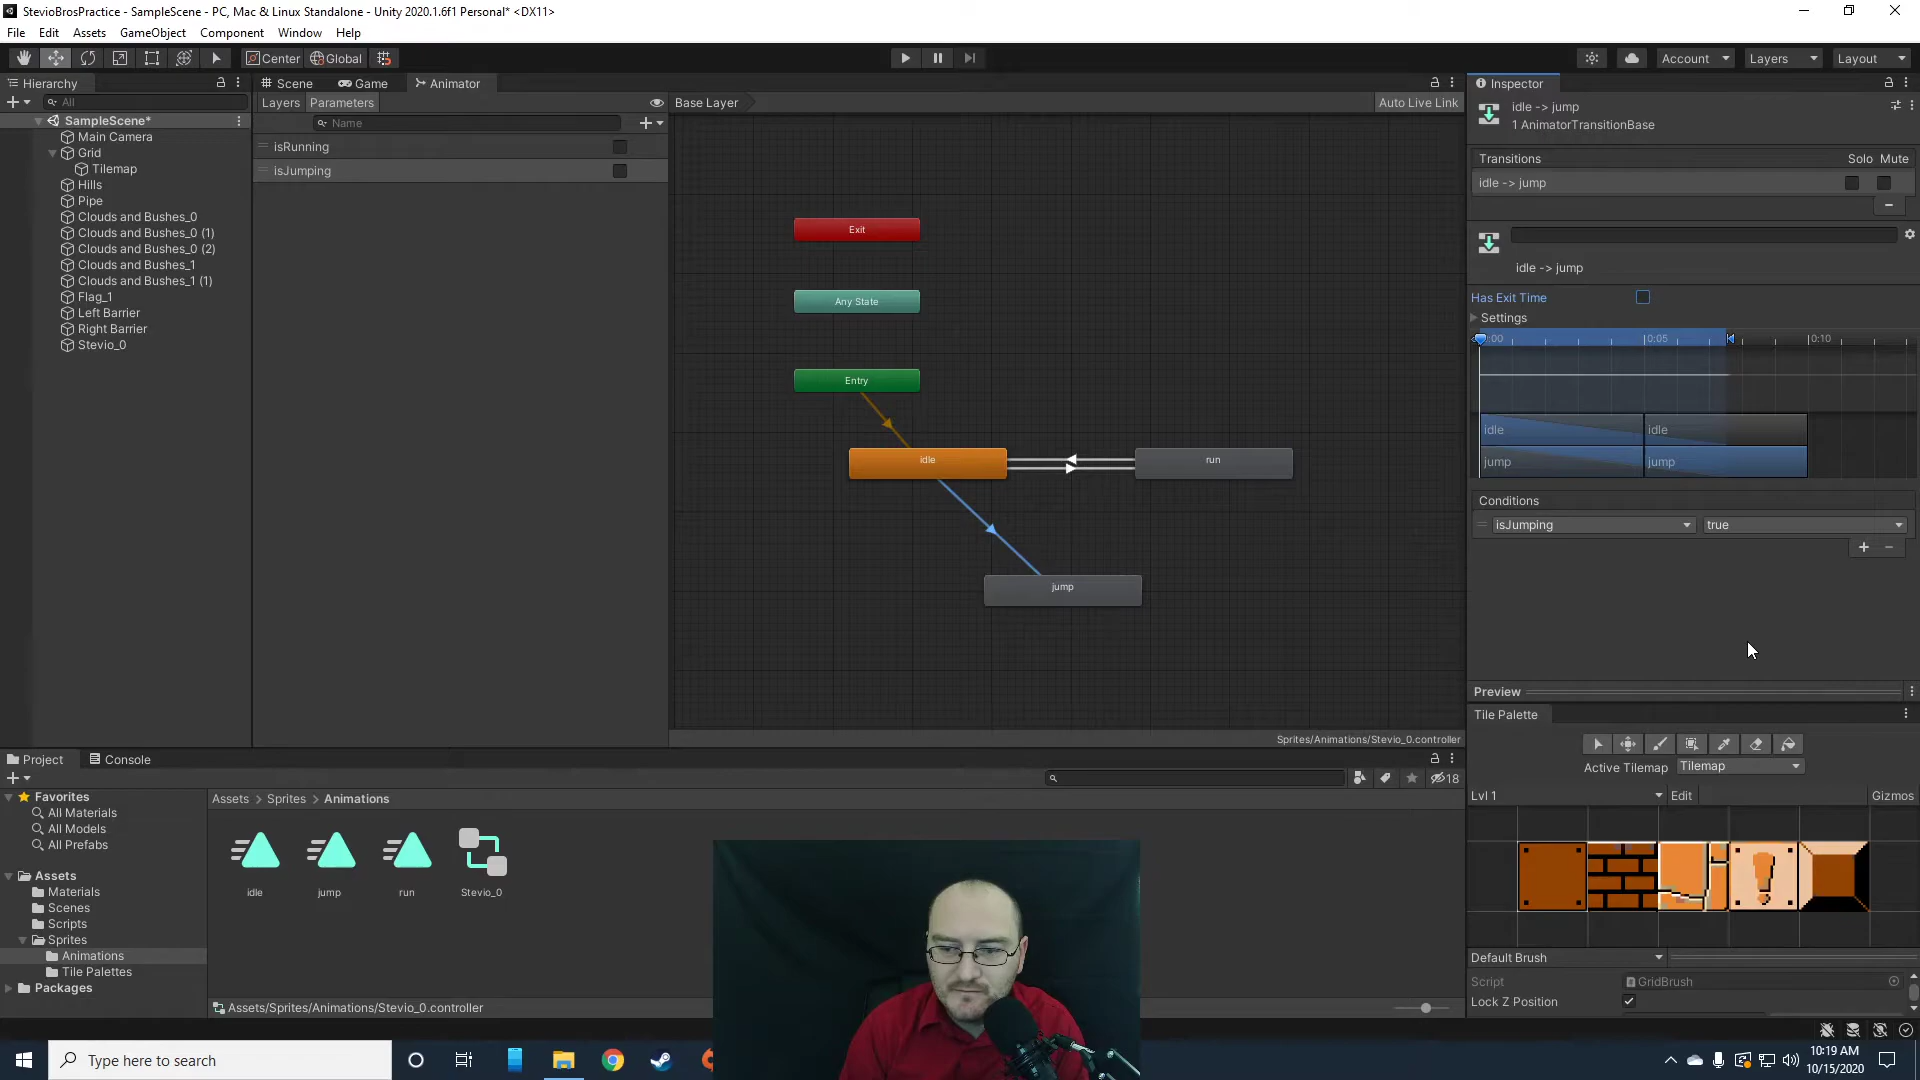 StevioBrosPractice - SampleScene - PC, Mac & Linux Standalone - Unity 2020.1.6f1 Personal* <DX11>
File Edit Assets GameObject Component Window Help
Center Global Account Layers Layout
Hierarchy
All
SampleScene*
Main Camera
Grid
Tilemap
Hills
Pipe
Clouds and Bushes_0
Clouds and Bushes_0 (1)
Clouds and Bushes_0 (2)
Clouds and Bushes_1
Clouds and Bushes_1 (1)
Flag_1
Left Barrier
Right Barrier
Stevio_0
Scene Game Animator
Layers Parameters
Name
isRunning
isJumping
Base Layer Auto Live Link
Exit
Any State
Entry
idle
run
jump
Sprites/Animations/Stevio_0.controller
Inspector
idle -> jump
1 AnimatorTransitionBase
Transitions Solo Mute
idle -> jump
idle -> jump
Has Exit Time
Settings
:00 0:05 0:10
idle idle
jump jump
Conditions
isJumping true
Preview
Tile Palette
Active Tilemap Tilemap
Lvl 1 Edit Gizmos
Default Brush
Script GridBrush
Lock Z Position
Project Console
18
Favorites
All Materials
All Models
All Prefabs
Assets
Materials
Scenes
Scripts
Sprites
Animations
Tile Palettes
Packages
Assets > Sprites > Animations
idle jump run Stevio_0
Assets/Sprites/Animations/Stevio_0.controller
Type here to search
10:19 AM
10/15/2020